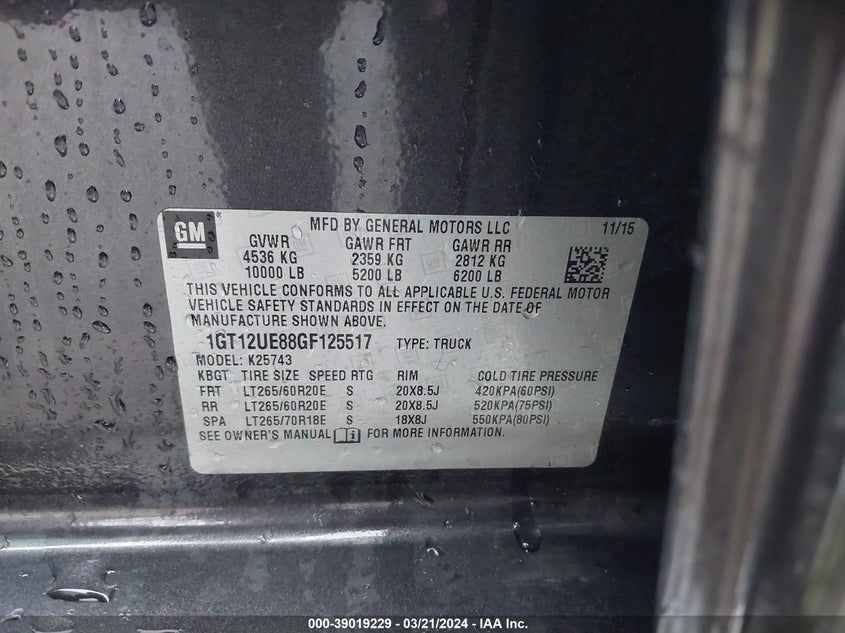 GM
MFD BY GENERAL MOTORS LLC 11/15
GVWR GAWR FRT GAWR RR
4536 KG 2359 KG 2812 KG
10000 LB 5200 LB 6200 LB
THIS VEHICLE CONFORMS TO ALL APPLICABLE U.S. FEDERAL MOTOR
VEHICLE SAFETY STANDARDS IN EFFECT ON THE DATE OF
MANUFACTURE SHOWN ABOVE.
1GT12UE88GF125517 TYPE: TRUCK
MODEL: K25743
KBGT TIRE SIZE SPEED RTG RIM COLD TIRE PRESSURE
FRT LT265/60R20E S 20X8.5J 420KPA(60PSI)
RR LT265/60R20E S 20X8.5J 520KPA(75PSI)
SPA LT265/70R18E S 18X8J 550KPA(80PSI)
SEE OWNER'S MANUAL i FOR MORE INFORMATION.
000-39019229 - 03/21/2024 - IAA Inc.